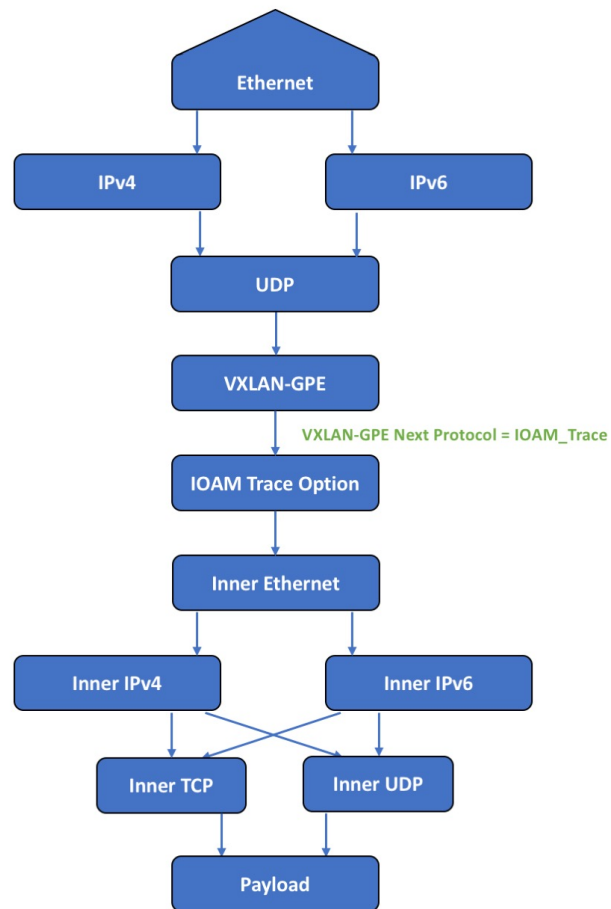 Ethernet
IPv4
IPv6
UDP
VXLAN-GPE
VXLAN-GPE Next Protocol = IOAM_Trace
IOAM Trace Option
Inner Ethernet
Inner IPv4
Inner IPv6
Inner TCP
Inner UDP
Payload